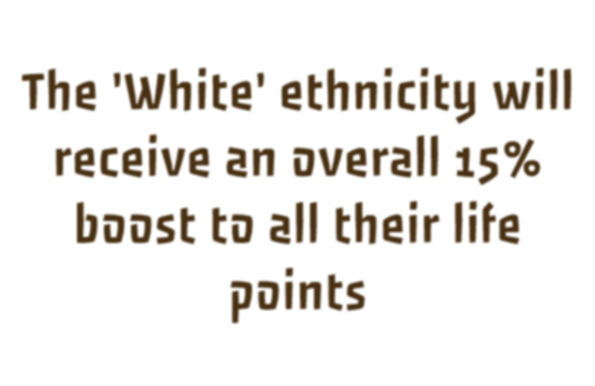 The 'White' ethnicity will
receive an overall 15%
boost to all their life
points